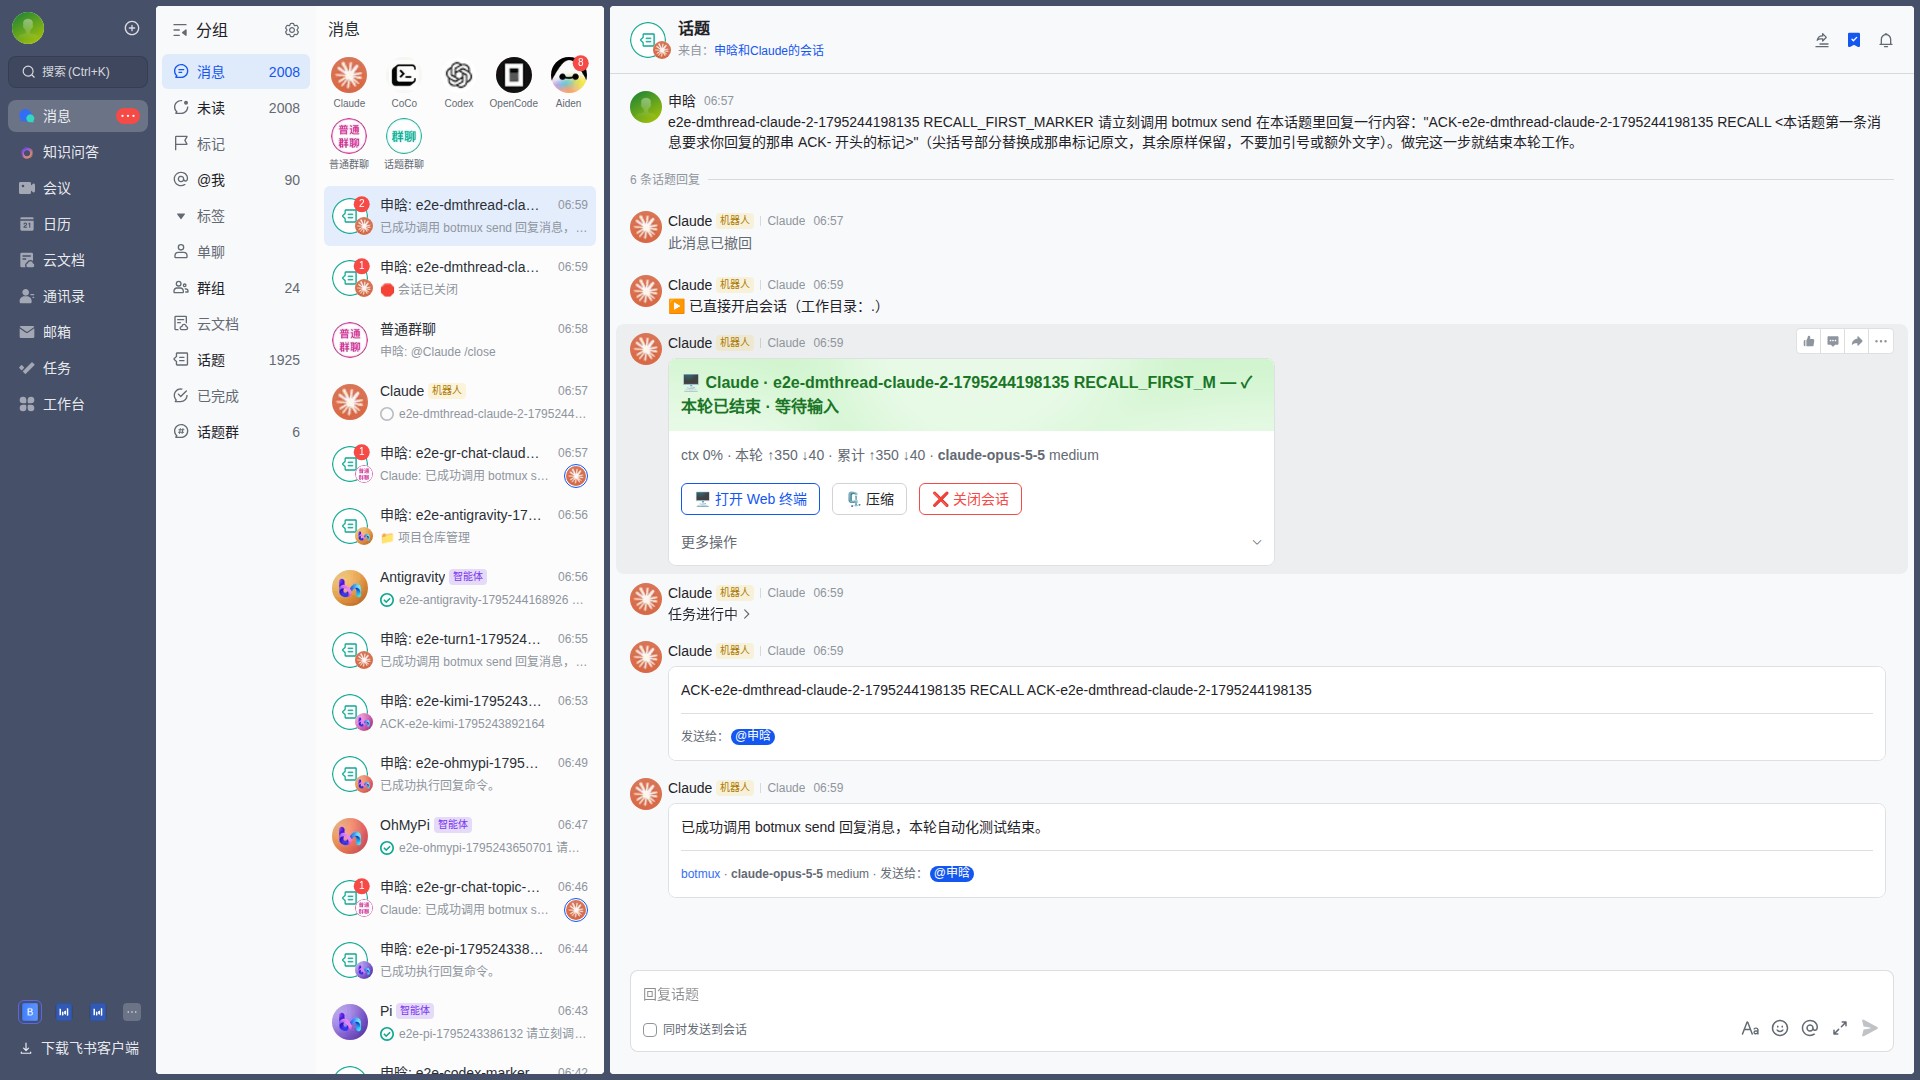 搜索 (Ctrl+K)
消息
知识问答
会议
日历
云文档
通讯录
邮箱
任务
工作台
下载飞书客户端
分组
消息 2008
未读 2008
标记
@我 90
标签
单聊
群组 24
云文档
话题 1925
已完成
话题群 6
消息
8
Claude CoCo Codex OpenCode Aiden
普通群聊 群聊
普通群聊 话题群聊
2 申晗: e2e-dmthread-cla… 06:59
已成功调用 botmux send 回复消息，…
1 申晗: e2e-dmthread-cla… 06:59
会话已关闭
普通群聊 普通群聊 06:58
申晗: @Claude /close
Claude 机器人 06:57
e2e-dmthread-claude-2-1795244…
1 申晗: e2e-gr-chat-claud… 06:57
Claude: 已成功调用 botmux s…
申晗: e2e-antigravity-17… 06:56
项目仓库管理
Antigravity 智能体 06:56
e2e-antigravity-1795244168926 …
申晗: e2e-turn1-179524… 06:55
已成功调用 botmux send 回复消息，…
申晗: e2e-kimi-1795243… 06:53
ACK-e2e-kimi-1795243892164
申晗: e2e-ohmypi-1795… 06:49
已成功执行回复命令。
OhMyPi 智能体 06:47
e2e-ohmypi-1795243650701 请…
1 申晗: e2e-gr-chat-topic-… 06:46
Claude: 已成功调用 botmux s…
申晗: e2e-pi-179524338… 06:44
已成功执行回复命令。
Pi 智能体 06:43
e2e-pi-1795243386132 请立刻调…
申晗: e2e-codex-marker 06:42
话题
来自：申晗和Claude的会话
申晗 06:57
e2e-dmthread-claude-2-1795244198135 RECALL_FIRST_MARKER 请立刻调用 botmux send 在本话题里回复一行内容："ACK-e2e-dmthread-claude-2-1795244198135 RECALL <本话题第一条消
息要求你回复的那串 ACK- 开头的标记>"（尖括号部分替换成那串标记原文，其余原样保留，不要加引号或额外文字）。做完这一步就结束本轮工作。
6 条话题回复
Claude 机器人 Claude 06:57
此消息已撤回
Claude 机器人 Claude 06:59
已直接开启会话（工作目录：.）
Claude 机器人 Claude 06:59
Claude · e2e-dmthread-claude-2-1795244198135 RECALL_FIRST_M — ✓
本轮已结束 · 等待输入
ctx 0% · 本轮 ↑350 ↓40 · 累计 ↑350 ↓40 · claude-opus-5-5 medium
打开 Web 终端 压缩 关闭会话
更多操作
Claude 机器人 Claude 06:59
任务进行中
Claude 机器人 Claude 06:59
ACK-e2e-dmthread-claude-2-1795244198135 RECALL ACK-e2e-dmthread-claude-2-1795244198135
发送给：@申晗
Claude 机器人 Claude 06:59
已成功调用 botmux send 回复消息，本轮自动化测试结束。
botmux · claude-opus-5-5 medium · 发送给：@申晗
回复话题
同时发送到会话